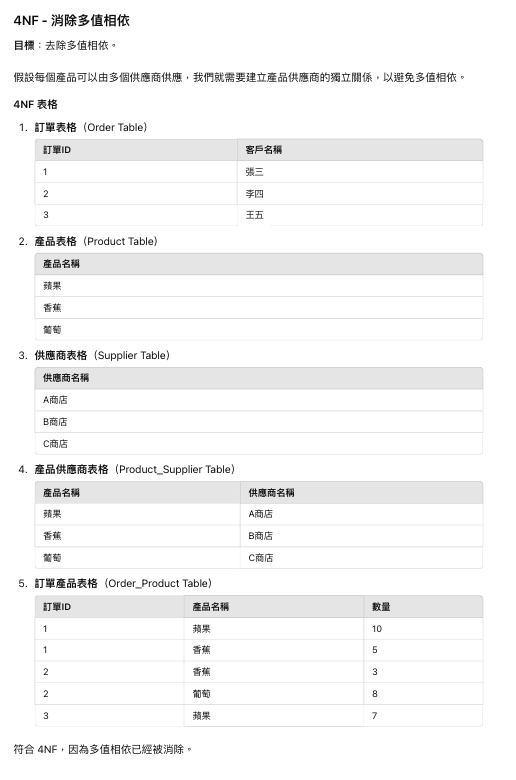 4NF - 消除多值相依
目標：去除多值相依。
假設每個產品可以由多個供應商供應，我們就需要建立產品供應商的獨立關係，以避免多值相依。
4NF 表格
1. 訂單表格（Order Table）
訂單ID 客戶名稱
1 張三
2 李四
3 王五
2. 產品表格（Product Table）
產品名稱
蘋果
香蕉
葡萄
3. 供應商表格（Supplier Table）
供應商名稱
A商店
B商店
C商店
4. 產品供應商表格（Product_Supplier Table）
產品名稱 供應商名稱
蘋果 A商店
香蕉 B商店
葡萄 C商店
5. 訂單產品表格（Order_Product Table）
訂單ID 產品名稱 數量
1 蘋果 10
1 香蕉 5
2 香蕉 3
2 葡萄 8
3 蘋果 7
符合 4NF，因為多值相依已經被消除。